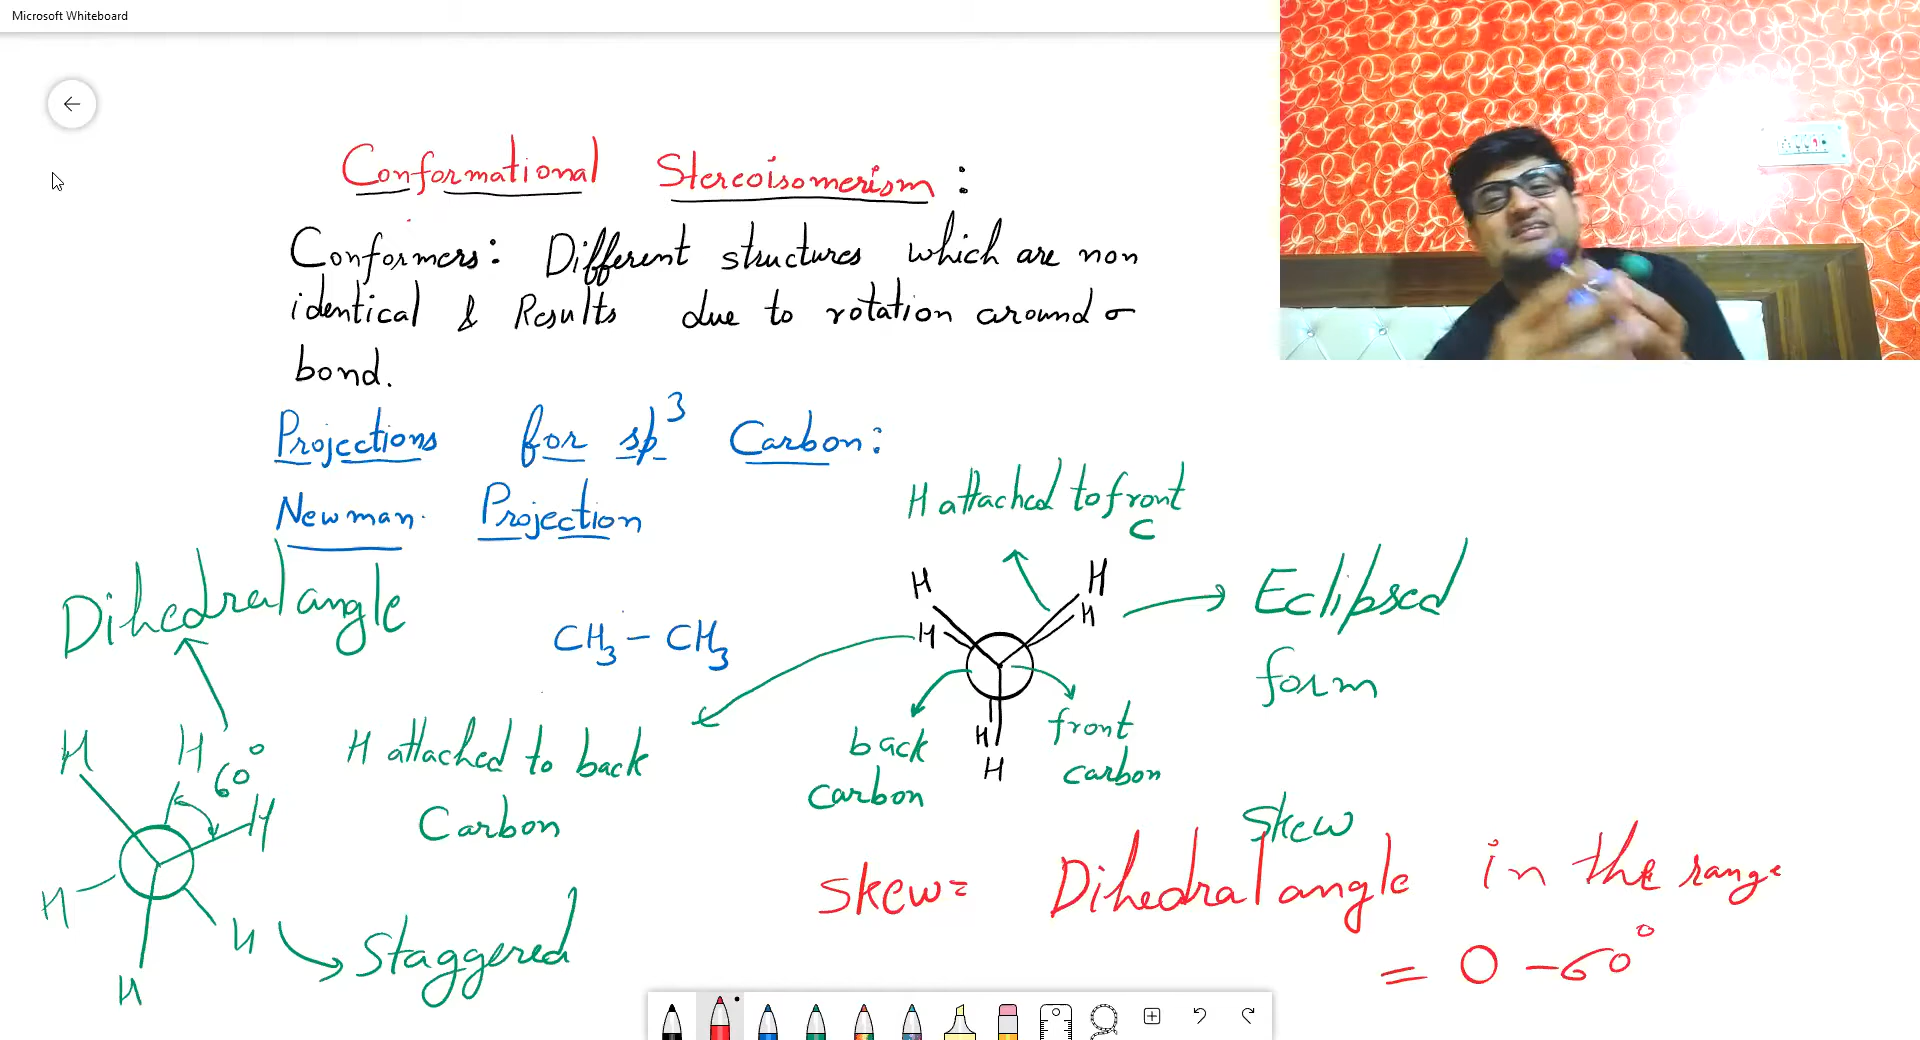 Microsoft Whiteboard
Conformational Stereoisomerism :
Conformers: Different structures which are non
identical & Results due to rotation around σ
bond.
Projections for sp³ Carbon:
Newman. Projection
H attached to front
C
Dihedral angle
CH₃ – CH₃
H
H
H
H
H
H
Eclipsed
form
back
carbon
front
carbon
H attached to back
Carbon
H
H
60°
H
H
H
H
Staggered
skew
skew= Dihedral angle in the range
= 0 – 60°